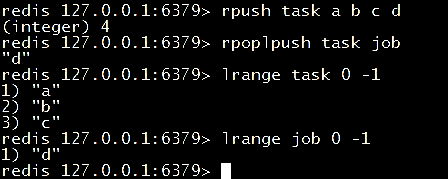 redis 127.0.0.1:6379> rpush task a b c d
(integer) 4
redis 127.0.0.1:6379> rpoplpush task job
"d"
redis 127.0.0.1:6379> lrange task 0 -1
1) "a"
2) "b"
3) "c"
redis 127.0.0.1:6379> lrange job 0 -1
1) "d"
redis 127.0.0.1:6379>